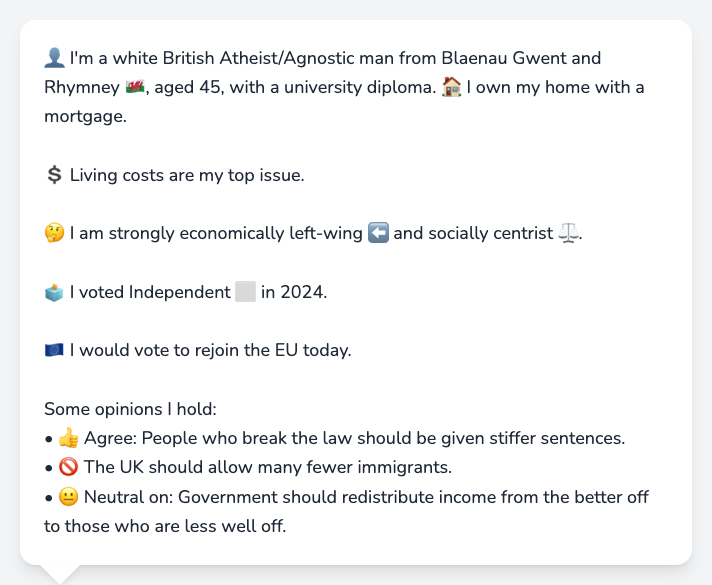 👤 I'm a white British Atheist/Agnostic man from Blaenau Gwent and
Rhymney 🏴󠁧󠁢󠁷󠁬󠁳󠁿, aged 45, with a university diploma. 🏠 I own my home with a
mortgage.
💲 Living costs are my top issue.
🤔 I am strongly economically left-wing ⬅️ and socially centrist ⚖️.
🗳️ I voted Independent ⬜ in 2024.
🇪🇺 I would vote to rejoin the EU today.
Some opinions I hold:
• 👍 Agree: People who break the law should be given stiffer sentences.
• 🚫 The UK should allow many fewer immigrants.
• 😐 Neutral on: Government should redistribute income from the better off
to those who are less well off.